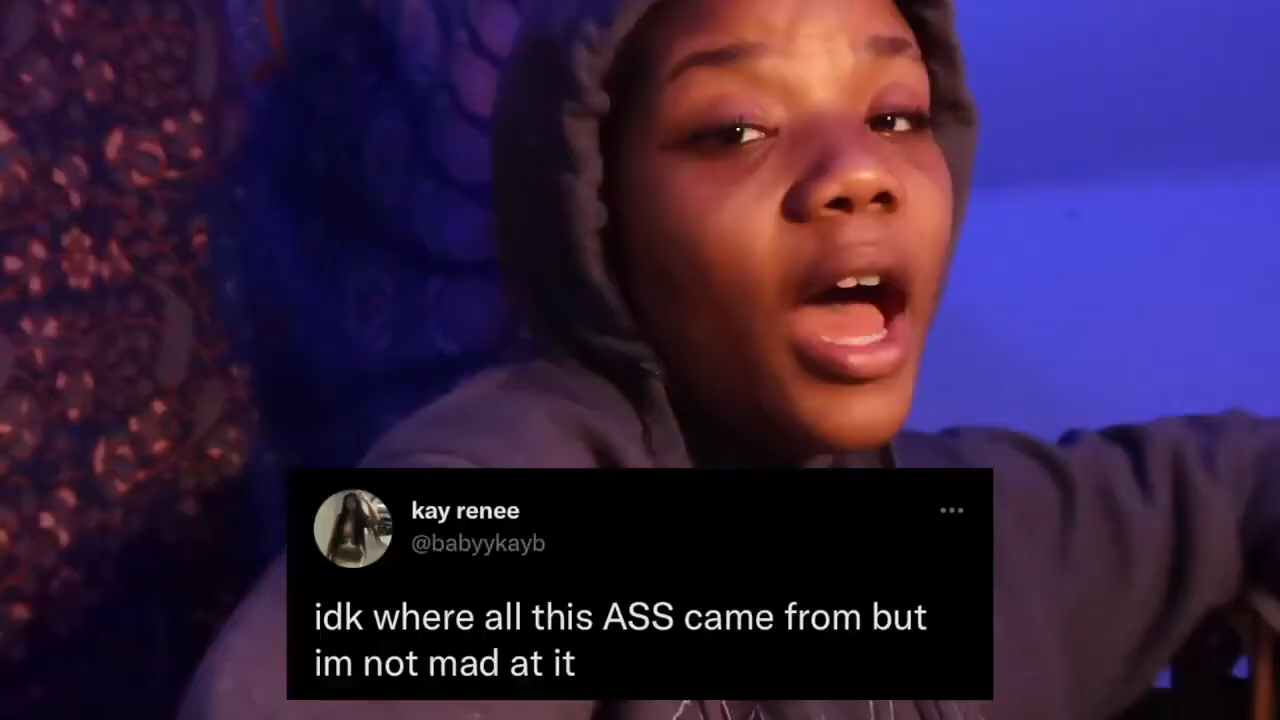 kay renee
@babyykayb
idk where all this ASS came from but
im not mad at it